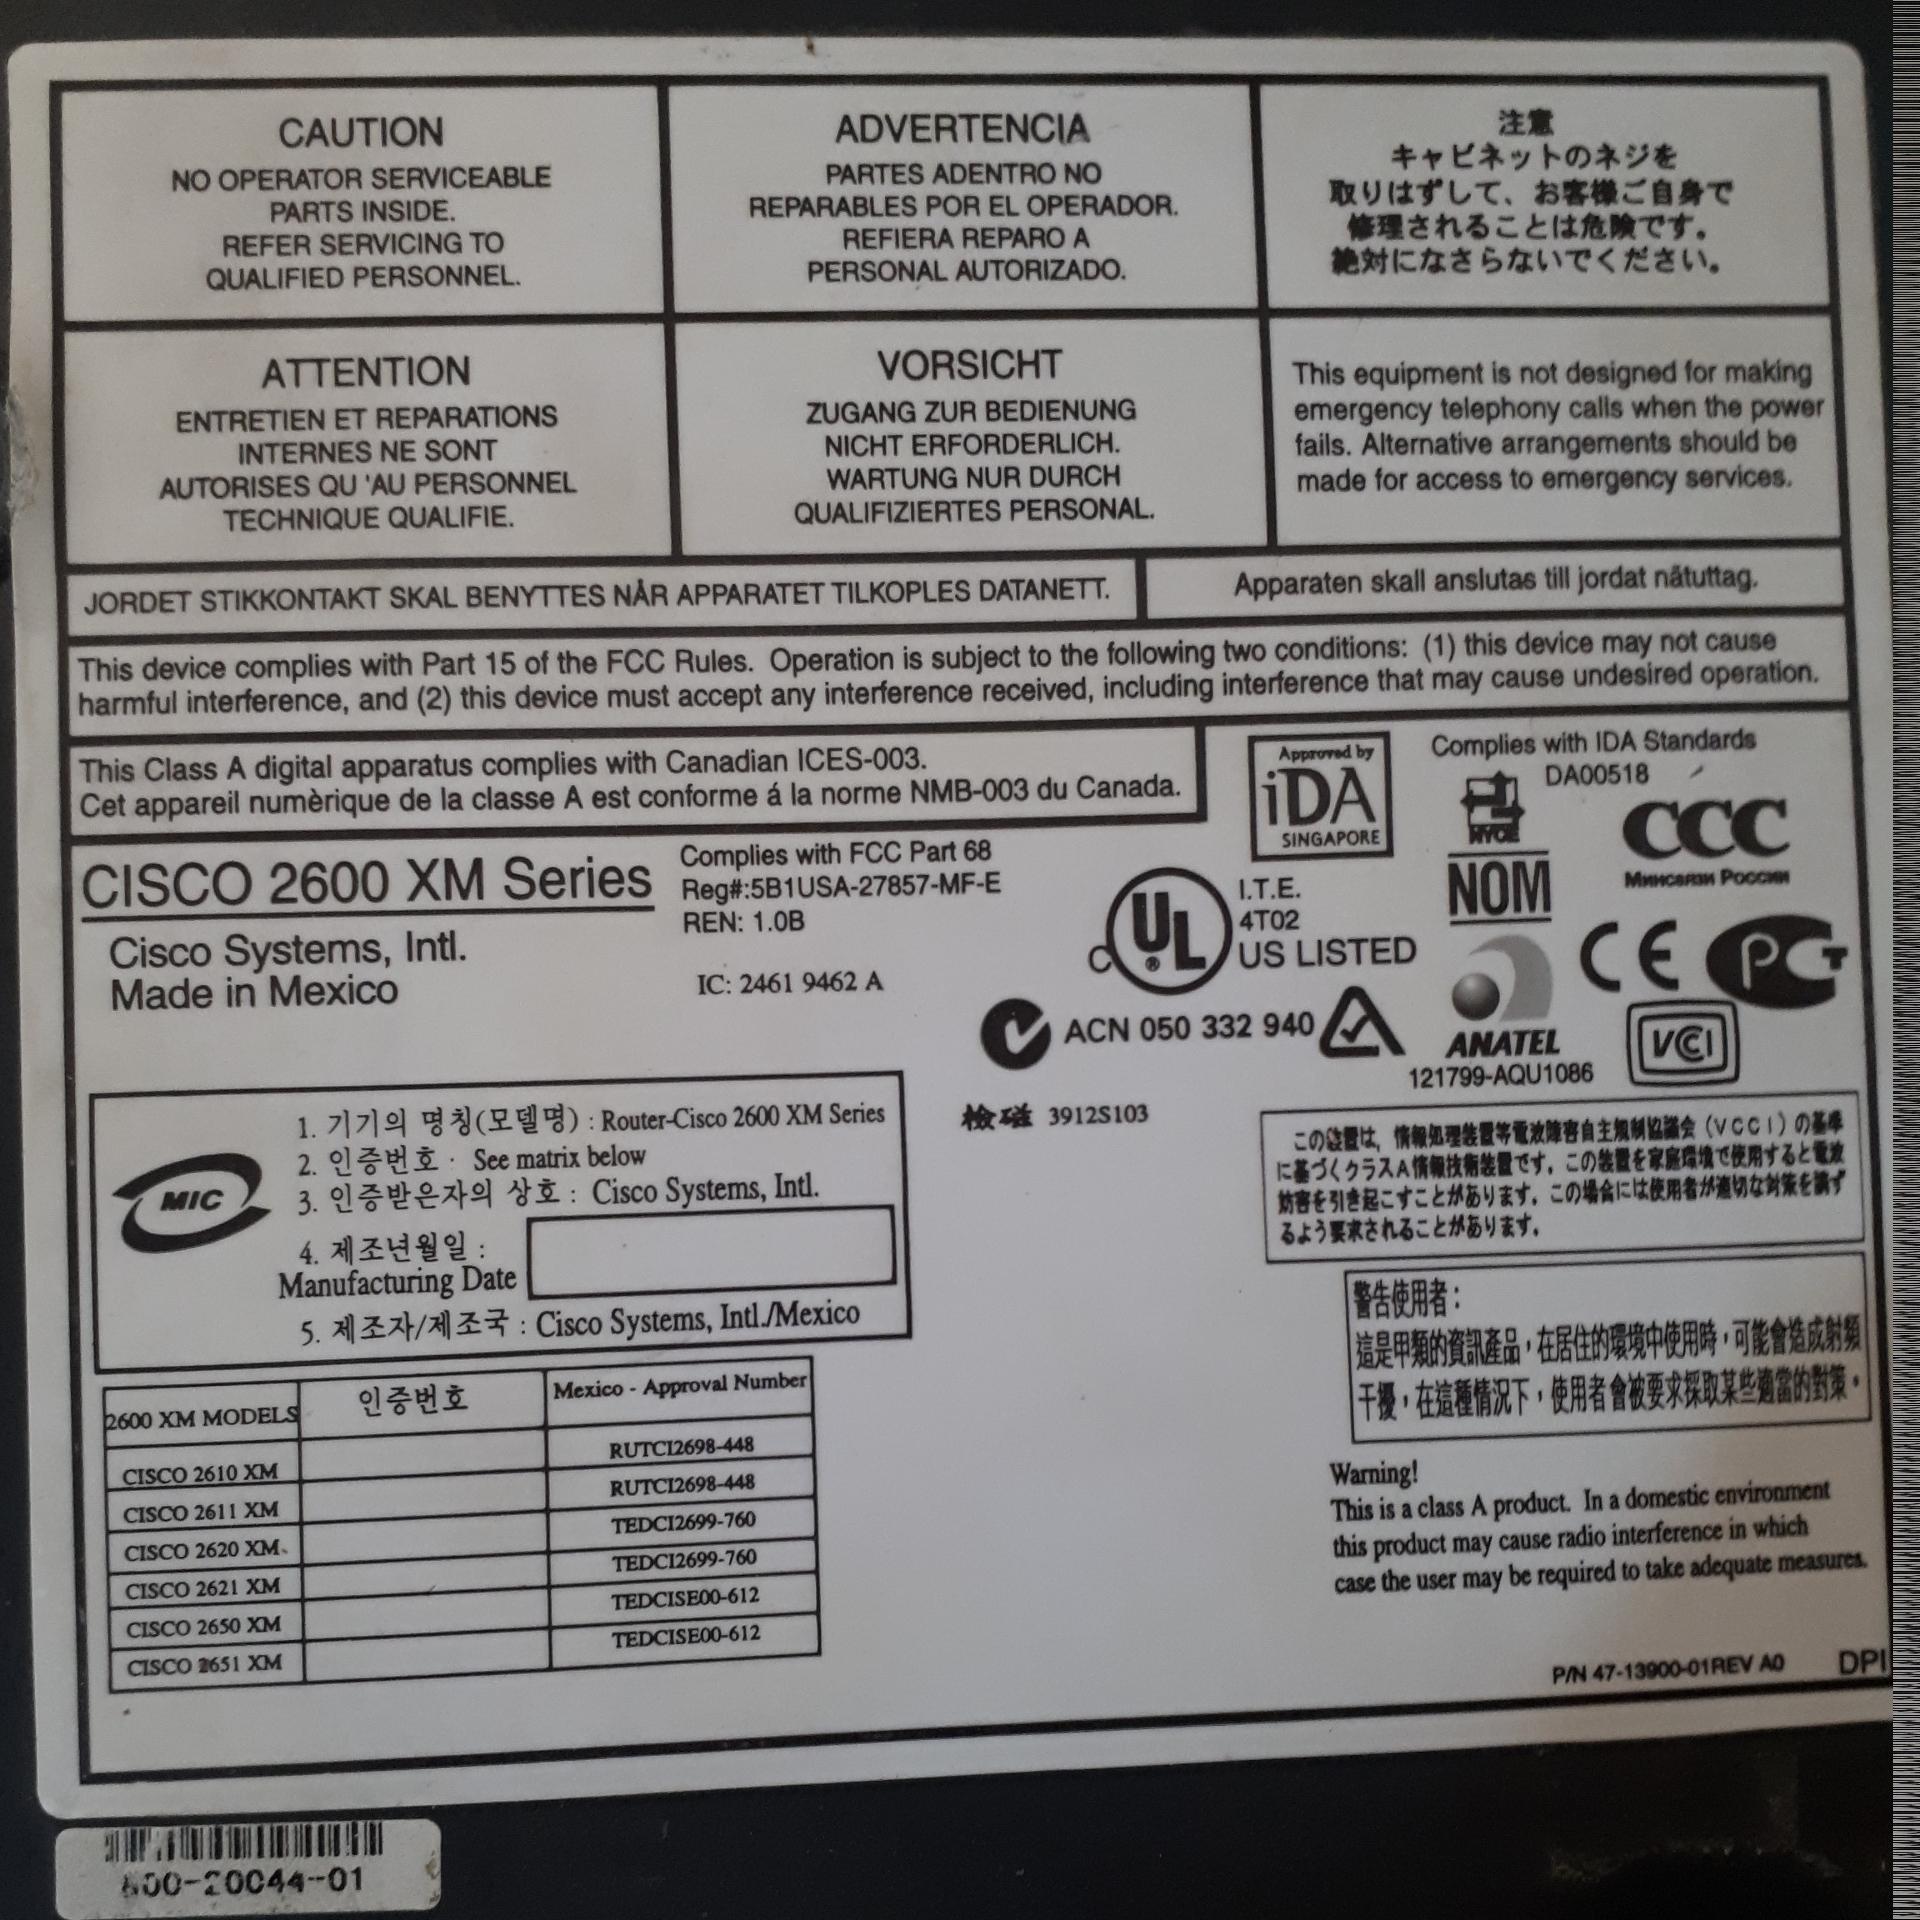 CAUTION
NO OPERATOR SERVICEABLE
PARTS INSIDE.
REFER SERVICING TO
QUALIFIED PERSONNEL.
ADVERTENCIA
PARTES ADENTRO NO
REPARABLES POR EL OPERADOR.
REFIERA REPARO A
PERSONAL AUTORIZADO.
注意
キャビネットのネジを
取りはずして、お客様ご自身で
修理されることは危険です。
絶対になさらないでください。
ATTENTION
ENTRETIEN ET REPARATIONS
INTERNES NE SONT
AUTORISES QU 'AU PERSONNEL
TECHNIQUE QUALIFIE.
VORSICHT
ZUGANG ZUR BEDIENUNG
NICHT ERFORDERLICH.
WARTUNG NUR DURCH
QUALIFIZIERTES PERSONAL.
This equipment is not designed for making
emergency telephony calls when the power
fails. Alternative arrangements should be
made for access to emergency services.
JORDET STIKKONTAKT SKAL BENYTTES NÅR APPARATET TILKOPLES DATANETT.
Apparaten skall anslutas till jordat nätuttag.
This device complies with Part 15 of the FCC Rules. Operation is subject to the following two conditions: (1) this device may not cause
harmful interference, and (2) this device must accept any interference received, including interference that may cause undesired operation.
This Class A digital apparatus complies with Canadian ICES-003.
Cet appareil numèrique de la classe A est conforme á la norme NMB-003 du Canada.
Approved by
iDA
SINGAPORE
Complies with IDA Standards
DA00518
NYCE
NOM
CCC
Минсвязи России
CISCO 2600 XM Series
Cisco Systems, Intl.
Made in Mexico
Complies with FCC Part 68
Reg#:5B1USA-27857-MF-E
REN: 1.0B
IC: 2461 9462 A
C UL ®
I.T.E.
4T02
US LISTED
CE
PCT
ACN 050 332 940
ANATEL
121799-AQU1086
VCCI
MIC
1. 기기의 명칭(모델명) : Router-Cisco 2600 XM Series
2. 인증번호 · See matrix below
3. 인증받은자의 상호 : Cisco Systems, Intl.
4. 제조년월일 :
Manufacturing Date
5. 제조자/제조국 : Cisco Systems, Intl./Mexico
檢磁 3912S103
この装置は、情報処理装置等電波障害自主規制協議会 (VCCI) の基準
に基づくクラスA情報技術装置です。この装置を家庭環境で使用すると電波
妨害を引き起こすことがあります。この場合には使用者が適切な対策を講ず
るよう要求されることがあります。
警告使用者：
這是甲類的資訊產品，在居住的環境中使用時，可能會造成射頻
干擾，在這種情況下，使用者會被要求採取某些適當的對策。
2600 XM MODELS 인증번호 Mexico - Approval Number
CISCO 2610 XM RUTCI2698-448
CISCO 2611 XM RUTCI2698-448
CISCO 2620 XM TEDCI2699-760
CISCO 2621 XM TEDCI2699-760
CISCO 2650 XM TEDCISE00-612
CISCO 2651 XM TEDCISE00-612
Warning!
This is a class A product. In a domestic environment
this product may cause radio interference in which
case the user may be required to take adequate measures.
P/N 47-13900-01REV A0
DPI
800-20044-01